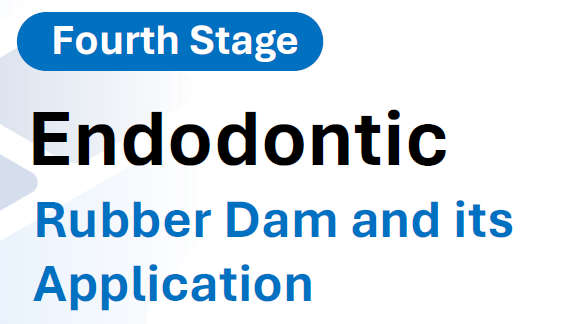 Fourth Stage
Endodontic
Rubber Dam and its
Application